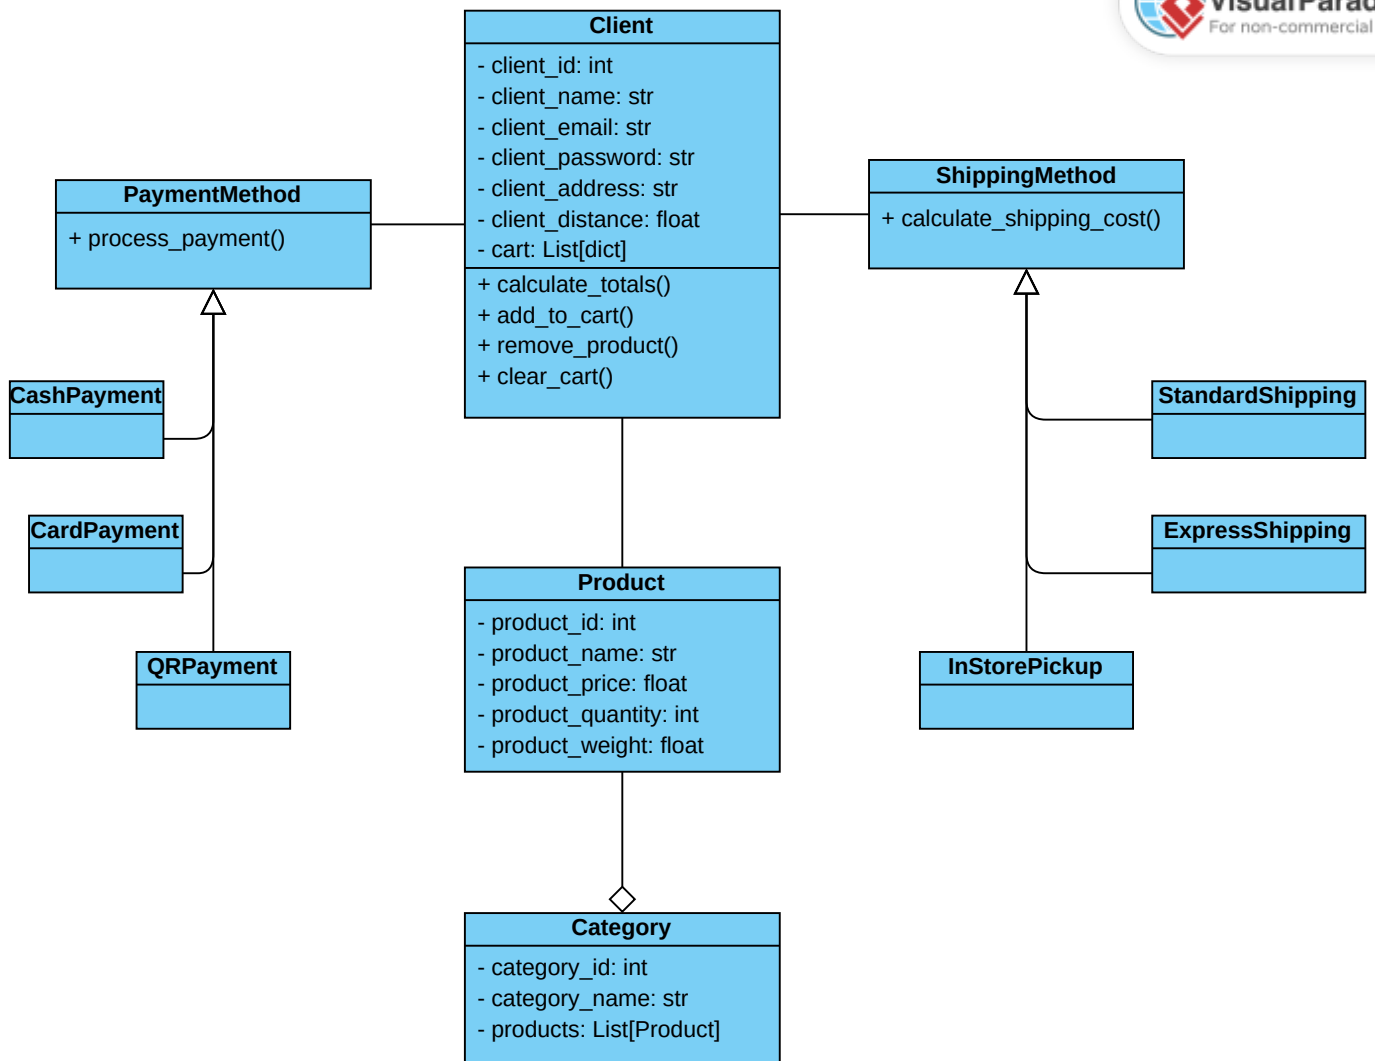 For non-commercial
Client
- client_id: int
- client_name: str
- client_email: str
- client_password: str
- client_address: str
- client_distance: float
- cart: List[dict]
+ calculate_totals()
+ add_to_cart()
+ remove_product()
+ clear_cart()
PaymentMethod
+ process_payment()
ShippingMethod
+ calculate_shipping_cost()
CashPayment
CardPayment
QRPayment
StandardShipping
ExpressShipping
InStorePickup
Product
- product_id: int
- product_name: str
- product_price: float
- product_quantity: int
- product_weight: float
Category
- category_id: int
- category_name: str
- products: List[Product]